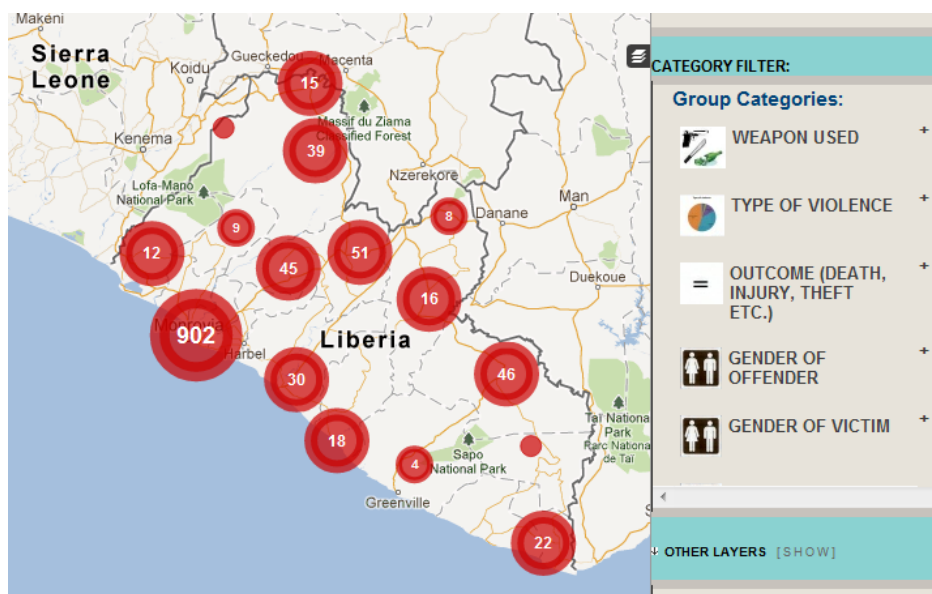 Makeni
Sierra
Leone
Koidu
Gueckedou
Macenta
15
Massif du Ziama
Classified Forest
39
Kenema
Nzerekore
Lofa-Mano
National Park
Man
8
Danane
9
12
51
45
Duekoue
16
Monrovia
902
Harbel
Liberia
30
46
18
Taï National
Park
Parc National
de Taï
4
Sapo
National Park
Greenville
22
CATEGORY FILTER:
Group Categories:
WEAPON USED +
TYPE OF VIOLENCE +
= OUTCOME (DEATH, +
INJURY, THEFT
ETC.)
GENDER OF +
OFFENDER
GENDER OF VICTIM +
OTHER LAYERS [SHOW]